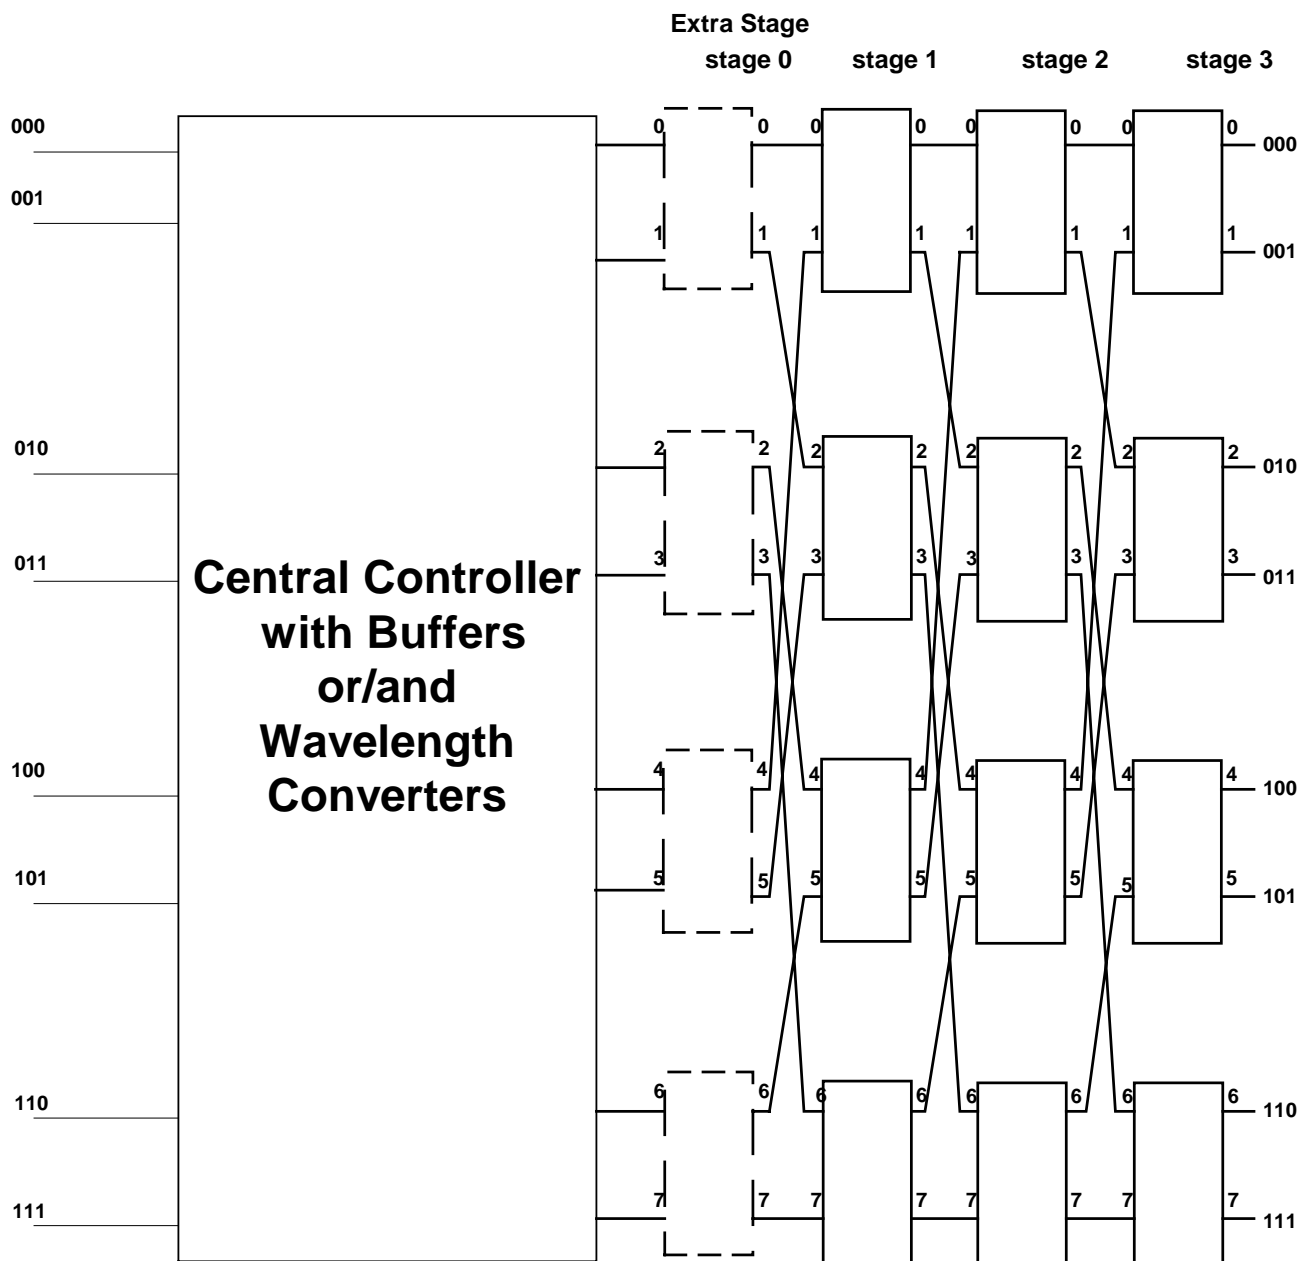 Extra Stage
stage 0 stage 1 stage 2 stage 3
000 0 0 0 0 0 0 0 0 000
001 1 1 1 1 1 1 1 1 001
010 2 2 2 2 2 2 2 2 010
011 3 3 3 3 3 3 3 3 011
Central Controller
with Buffers
or/and
Wavelength
Converters
100 4 4 4 4 4 4 4 4 100
101 5 5 5 5 5 5 5 5 101
110 6 6 6 6 6 6 6 6 110
111 7 7 7 7 7 7 7 7 111